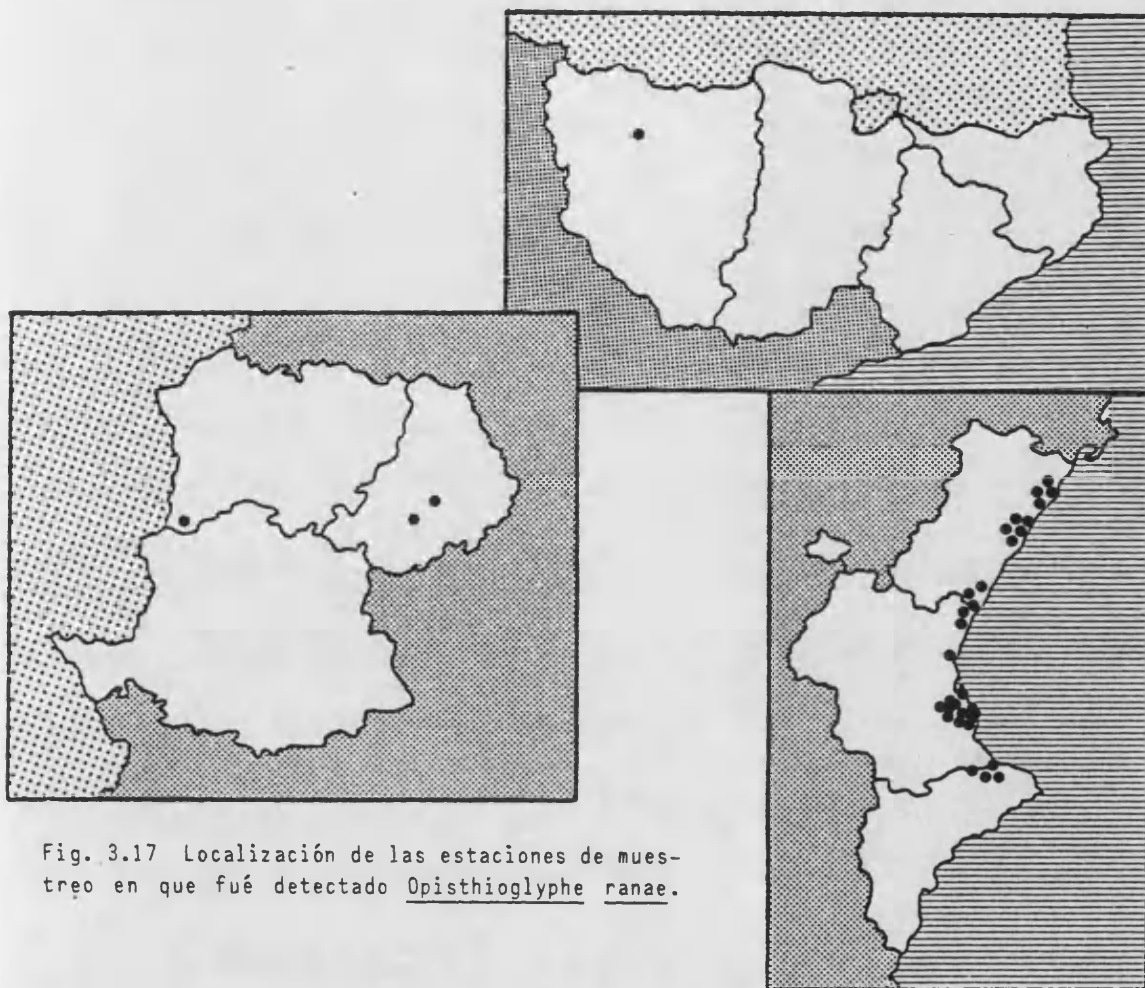 Fig. 3.17 Localización de las estaciones de mues-
treo en que fué detectado Opisthioglyphe ranae.